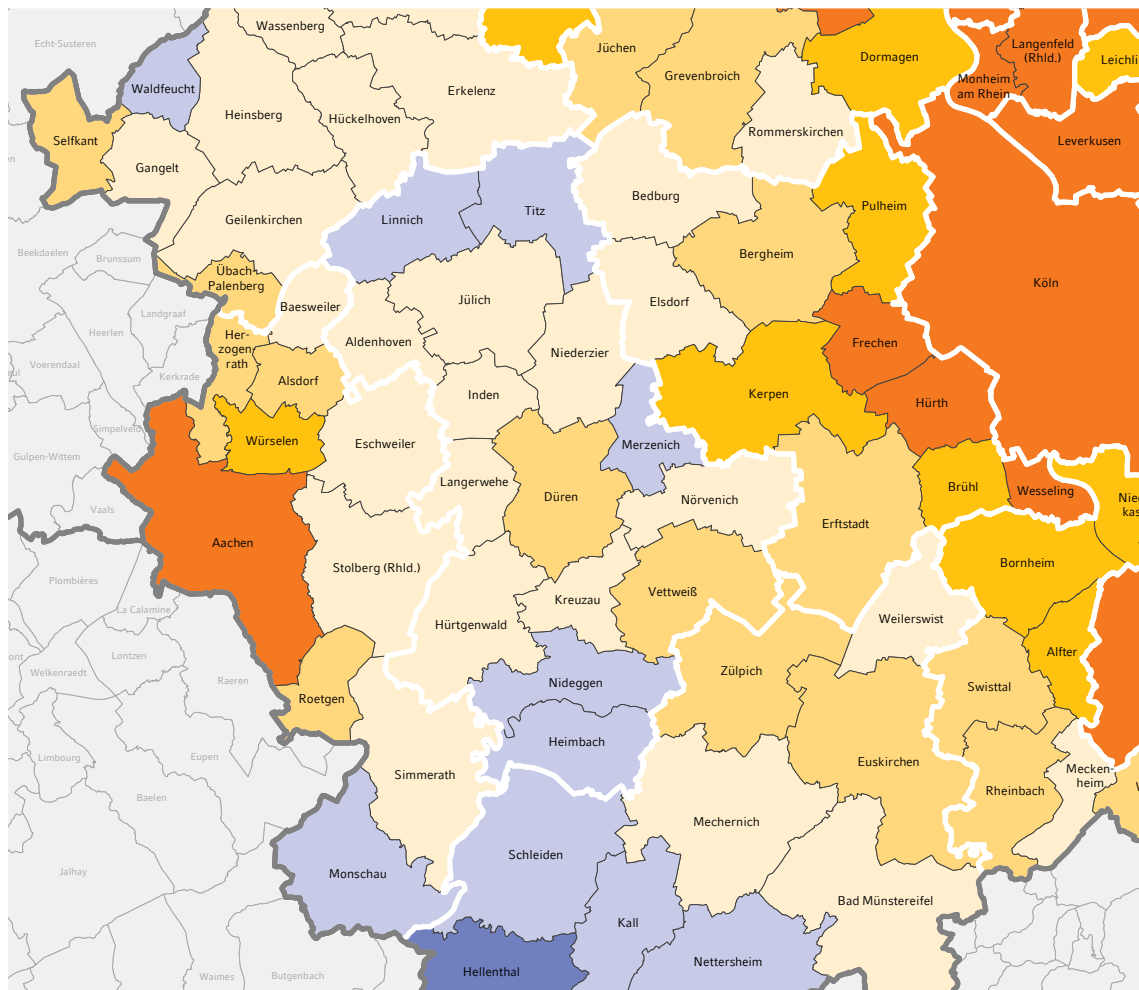 Echt-Susteren
Wassenberg
Jüchen
Grevenbroich
Dormagen
Langenfeld
(Rhld.)
Monheim
am Rhein
Waldfeucht
Heinsberg
Hückelhoven
Erkelenz
Rommerskirchen
Leverkusen
Selfkant
Gangelt
Geilenkirchen
Linnich
Titz
Bedburg
Pulheim
Bergheim
Köln
Beekdaelen
Brunssum
Übach-
Palenberg
Baesweiler
Jülich
Elsdorf
Landgraaf
Heerlen
Her-
zogen-
rath
Aldenhoven
Niederzier
Frechen
Voerendaal
Kerkrade
Alsdorf
Inden
Kerpen
Hürth
Simpelveld
Würselen
Eschweiler
Merzenich
Gulpen-Wittem
Langerwehe
Düren
Nörvenich
Brühl
Wesseling
Vaals
Erftstadt
Aachen
Stolberg (Rhld.)
Bornheim
Plombières
La Calamine
Kreuzau
Vettweiß
Weilerswist
Hürtgenwald
Lontzen
Alfter
Welkenraedt
Raeren
Roetgen
Nideggen
Zülpich
Swisttal
Limbourg
Eupen
Heimbach
Euskirchen
Simmerath
Mecken-
heim
Rheinbach
Baelen
Mechernich
Schleiden
Jalhay
Monschau
Bad Münstereifel
Kall
Waimes
Butgenbach
Hellenthal
Nettersheim